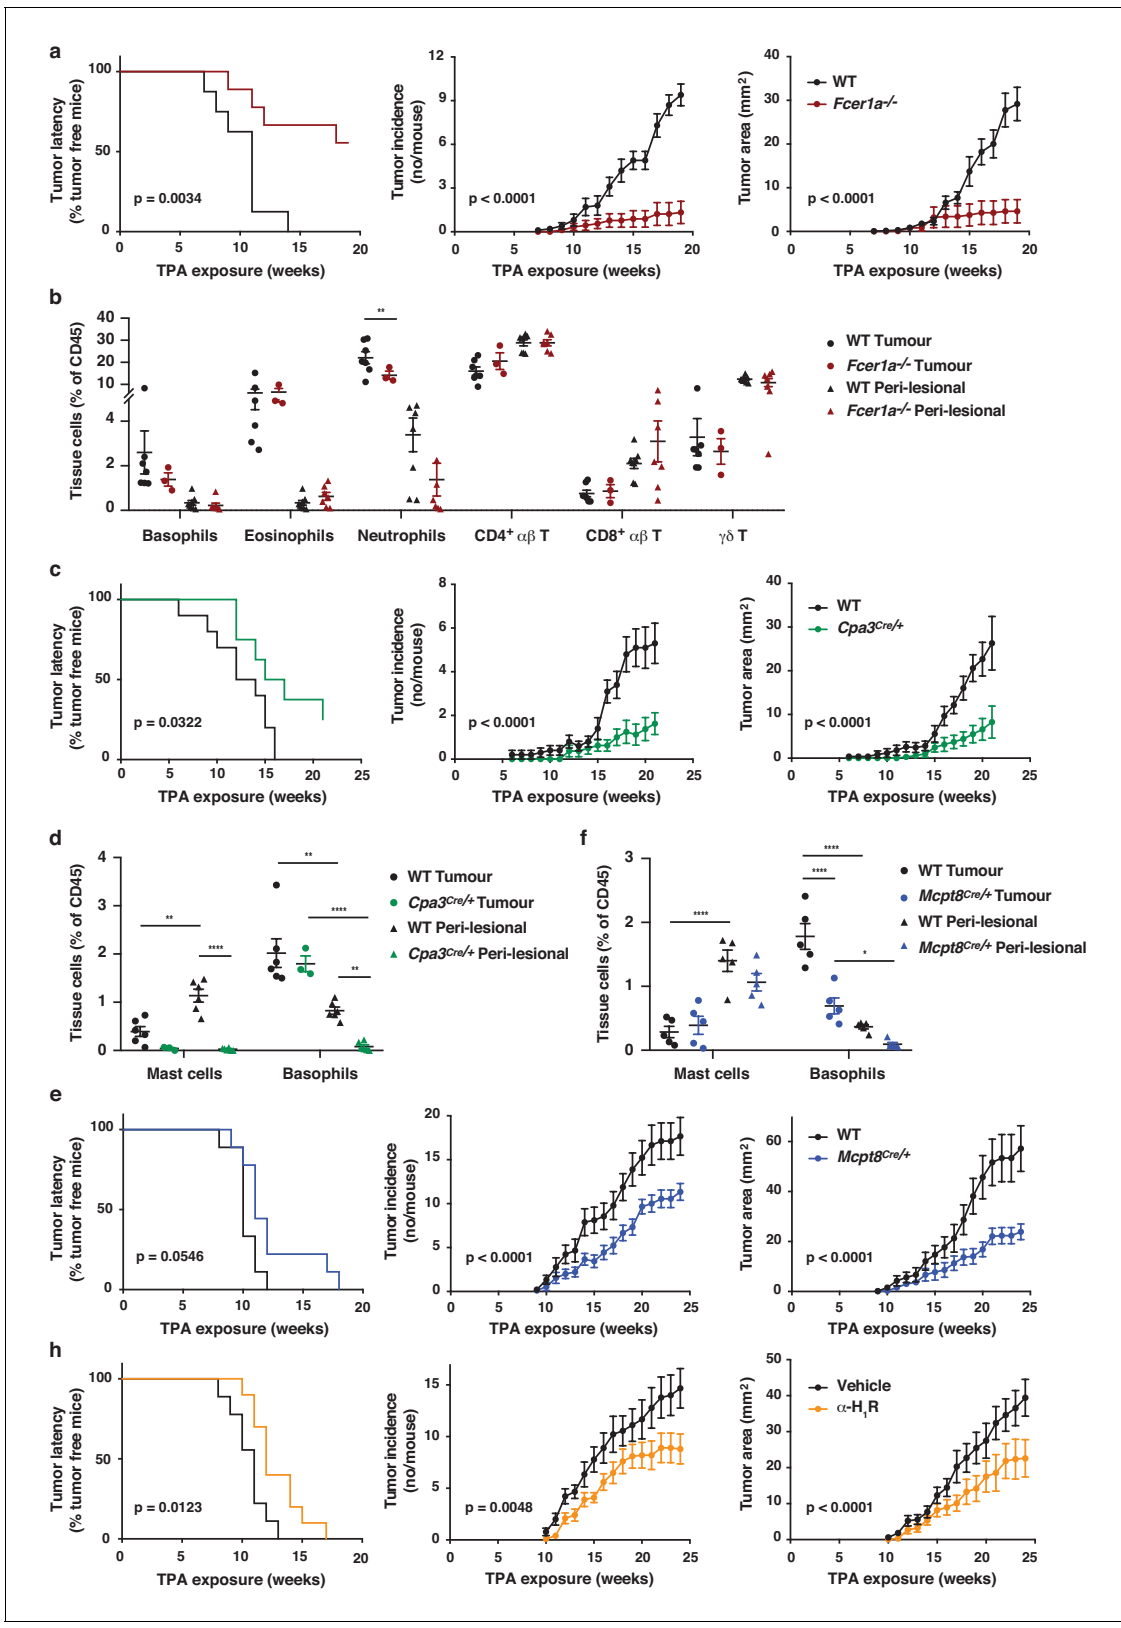 a
Tumor latency
(% tumor free mice)
100
50
0
p = 0.0034
0 5 10 15 20
TPA exposure (weeks)
Tumor incidence
(no/mouse)
12
9
6
3
0
p < 0.0001
0 5 10 15 20
TPA exposure (weeks)
Tumor area (mm²)
40
30
20
10
0
WT
Fcer1a-/-
p < 0.0001
0 5 10 15 20
TPA exposure (weeks)
b
Tissue cells (% of CD45)
40
30
20
10
4
2
0
**
Basophils Eosinophils Neutrophils CD4⁺ αβ T CD8⁺ αβ T γδ T
WT Tumour
Fcer1a-/- Tumour
WT Peri-lesional
Fcer1a-/- Peri-lesional
c
Tumor latency
(% tumor free mice)
100
50
0
p = 0.0322
0 5 10 15 20 25
TPA exposure (weeks)
Tumor incidence
(no/mouse)
8
6
4
2
0
p < 0.0001
0 5 10 15 20 25
TPA exposure (weeks)
Tumor area (mm²)
40
30
20
10
0
WT
Cpa3Cre/+
p < 0.0001
0 5 10 15 20 25
TPA exposure (weeks)
d
Tissue cells (% of CD45)
4
3
2
1
0
** **** ** **** **
Mast cells Basophils
WT Tumour
Cpa3Cre/+ Tumour
WT Peri-lesional
Cpa3Cre/+ Peri-lesional
f
Tissue cells (% of CD45)
3
2
1
0
**** **** **** *
Mast cells Basophils
WT Tumour
Mcpt8Cre/+ Tumour
WT Peri-lesional
Mcpt8Cre/+ Peri-lesional
e
Tumor latency
(% tumor free mice)
100
50
0
p = 0.0546
0 5 10 15 20
TPA exposure (weeks)
Tumor incidence
(no/mouse)
20
15
10
5
0
p < 0.0001
0 5 10 15 20 25
TPA exposure (weeks)
Tumor area (mm²)
60
40
20
0
WT
Mcpt8Cre/+
p < 0.0001
0 5 10 15 20 25
TPA exposure (weeks)
h
Tumor latency
(% tumor free mice)
100
50
0
p = 0.0123
0 5 10 15 20
TPA exposure (weeks)
Tumor incidence
(no/mouse)
15
10
5
0
p = 0.0048
0 5 10 15 20 25
TPA exposure (weeks)
Tumor area (mm²)
50
40
30
20
10
0
Vehicle
α-H₁R
p < 0.0001
0 5 10 15 20 25
TPA exposure (weeks)